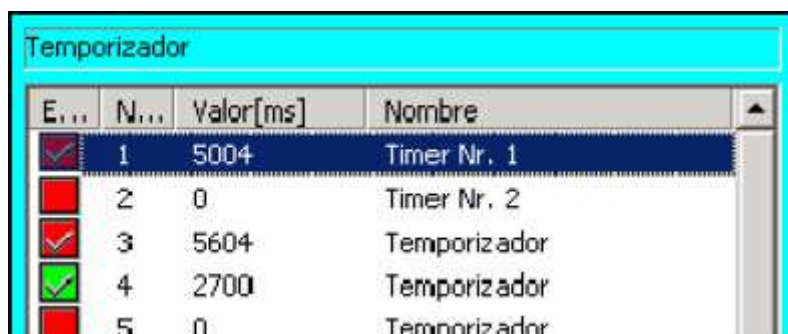 Temporizador
E... N... Valor[ms] Nombre
1 5004 Timer Nr. 1
2 0 Timer Nr. 2
3 5604 Temporizador
4 2700 Temporizador
5 0 Temporizador